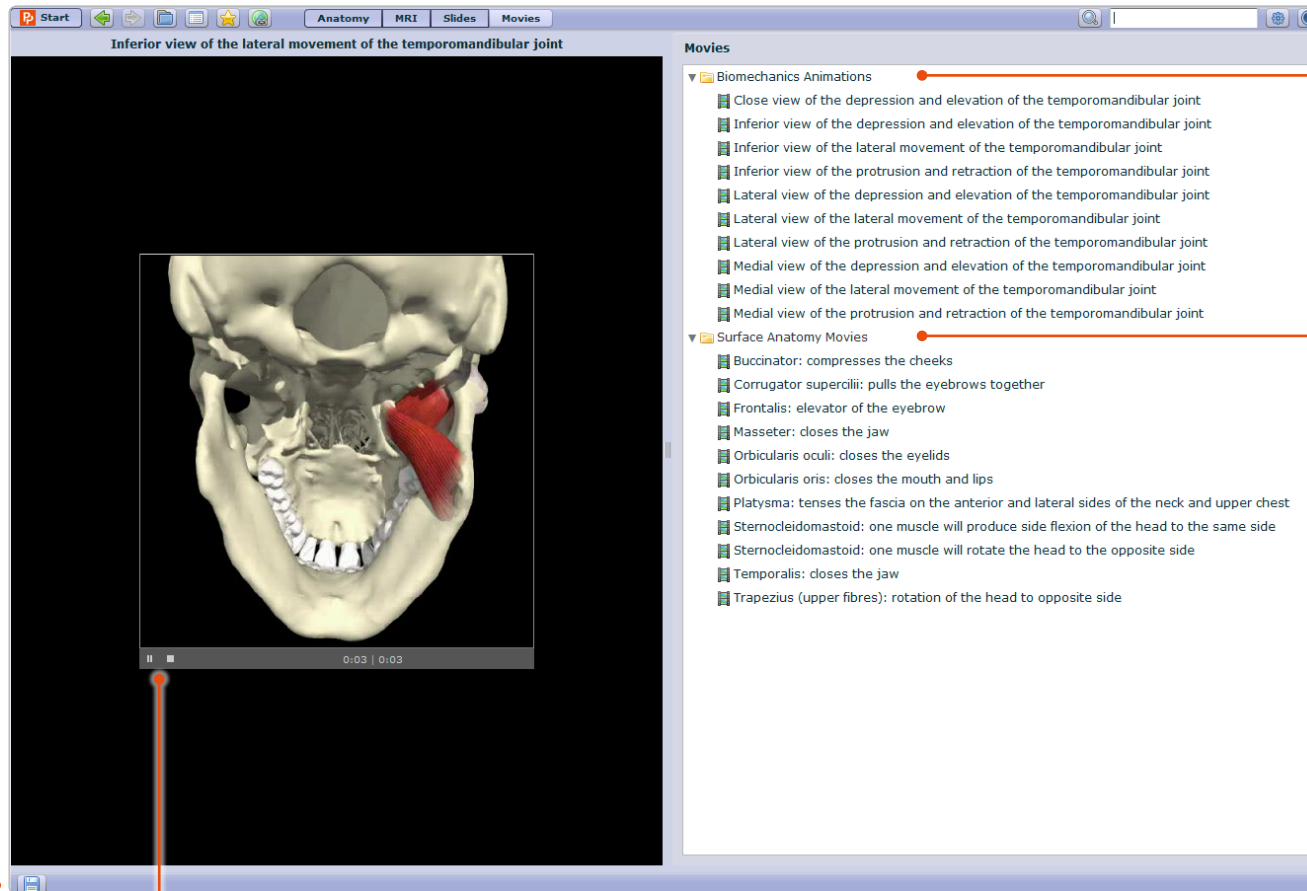 Start
Anatomy MRI Slides Movies
Inferior view of the lateral movement of the temporomandibular joint
Movies
Biomechanics Animations
Close view of the depression and elevation of the temporomandibular joint
Inferior view of the depression and elevation of the temporomandibular joint
Inferior view of the lateral movement of the temporomandibular joint
Inferior view of the protrusion and retraction of the temporomandibular joint
Lateral view of the depression and elevation of the temporomandibular joint
Lateral view of the lateral movement of the temporomandibular joint
Lateral view of the protrusion and retraction of the temporomandibular joint
Medial view of the depression and elevation of the temporomandibular joint
Medial view of the lateral movement of the temporomandibular joint
Medial view of the protrusion and retraction of the temporomandibular joint
Surface Anatomy Movies
Buccinator: compresses the cheeks
Corrugator supercilii: pulls the eyebrows together
Frontalis: elevator of the eyebrow
Masseter: closes the jaw
Orbicularis oculi: closes the eyelids
Orbicularis oris: closes the mouth and lips
Platysma: tenses the fascia on the anterior and lateral sides of the neck and upper chest
Sternocleidomastoid: one muscle will produce side flexion of the head to the same side
Sternocleidomastoid: one muscle will rotate the head to the opposite side
Temporalis: closes the jaw
Trapezius (upper fibres): rotation of the head to opposite side
0:03 | 0:03